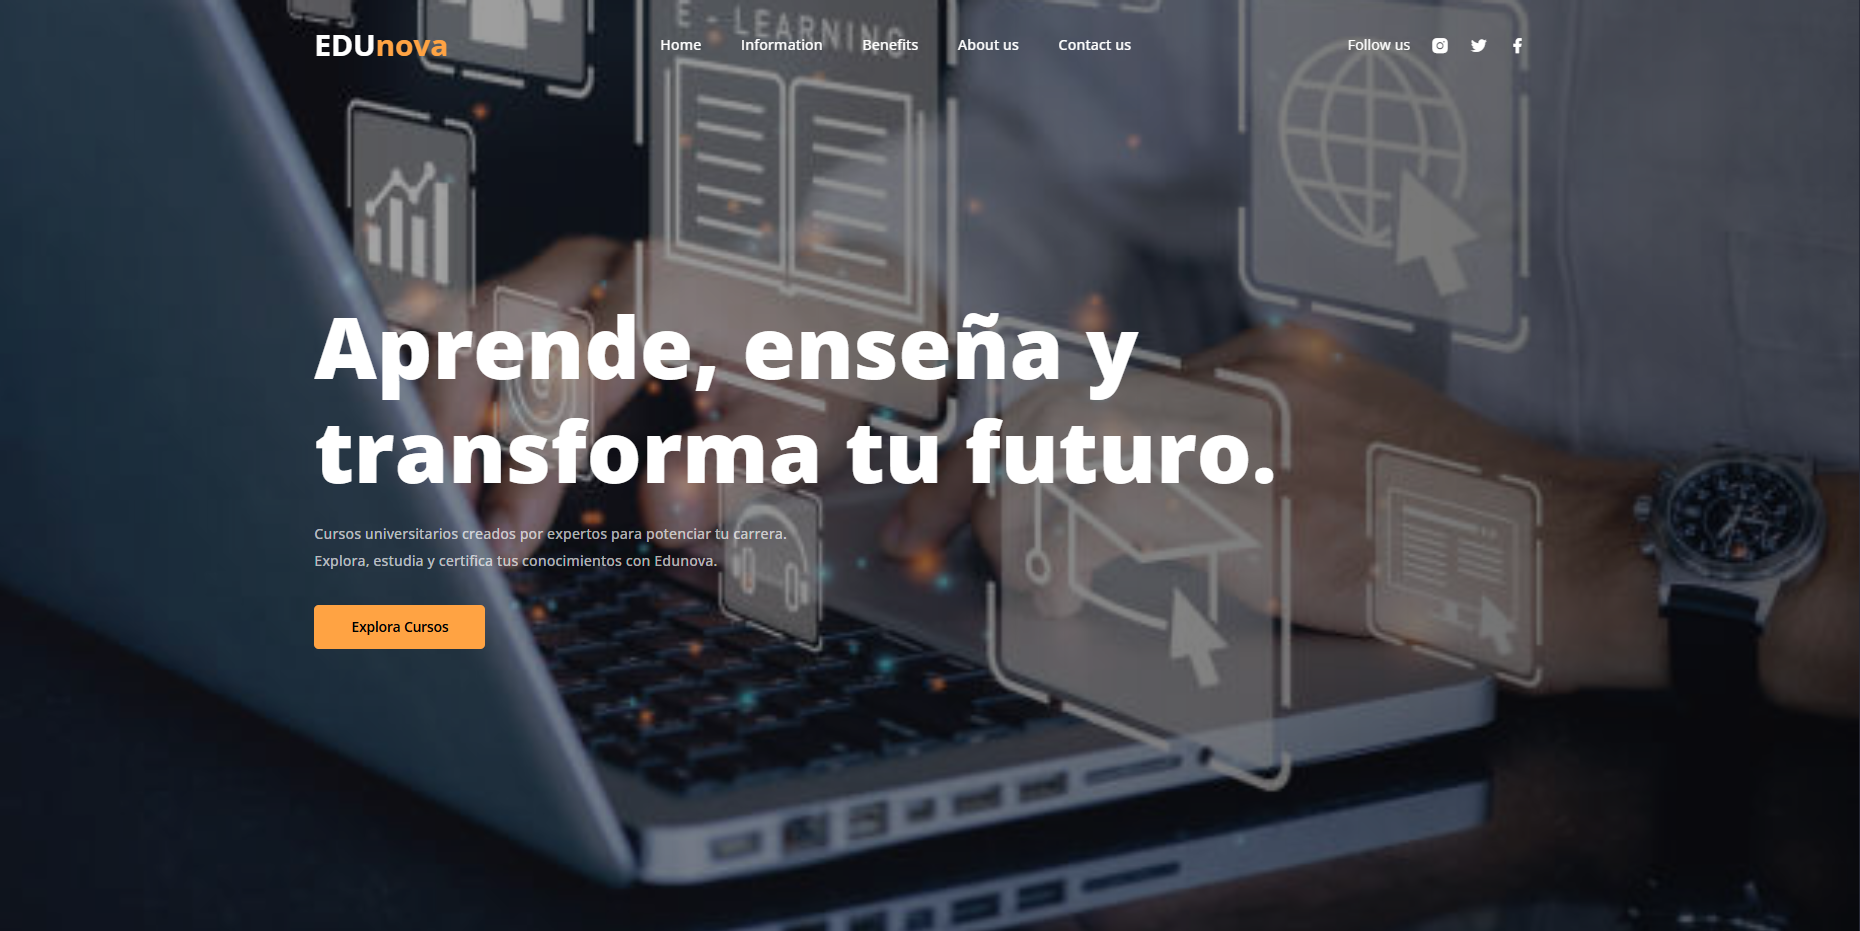 EDUnova
Home Information Benefits About us Contact us
Follow us
E - LEARNING
Aprende, enseña y
transforma tu futuro.
Cursos universitarios creados por expertos para potenciar tu carrera.
Explora, estudia y certifica tus conocimientos con Edunova.
Explora Cursos